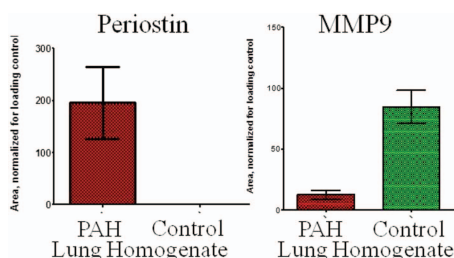 Periostin
Area, normalized for loading control
300
200
100
0
PAH Control
Lung Homogenate
MMP9
Area, normalized for loading control
150
100
50
0
PAH Control
Lung Homogenate